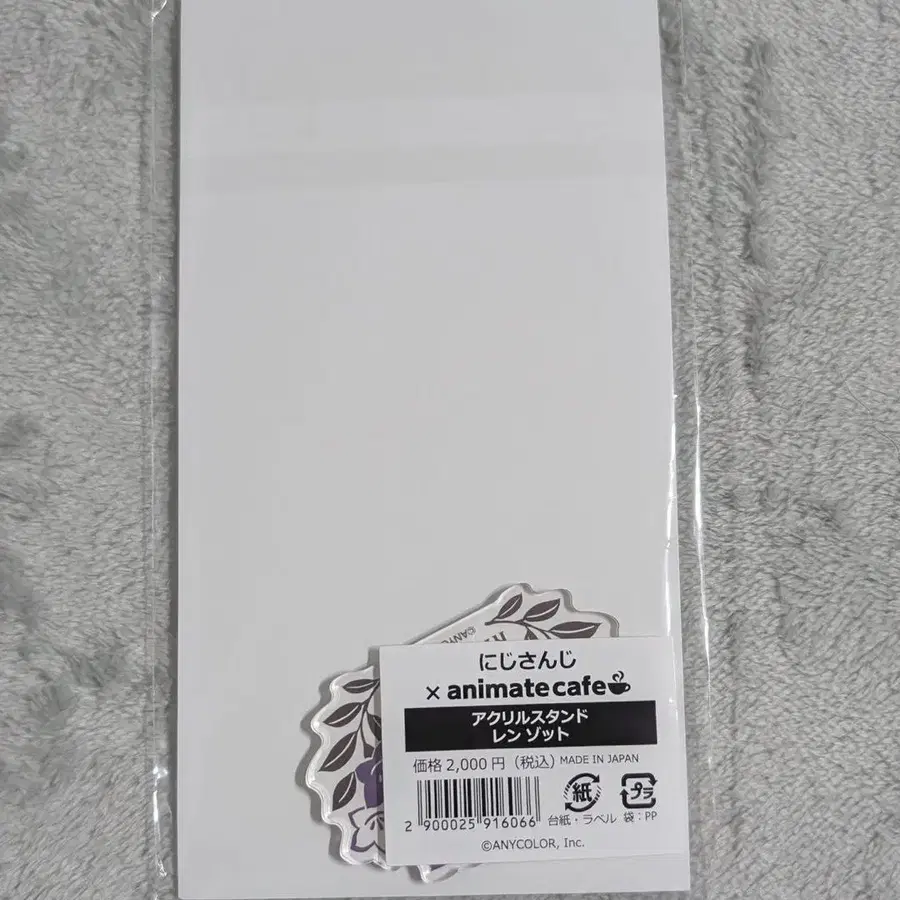 ©ANY
にじさんじ
× animate cafe
アクリルスタンド
レン ゾット
価格 2,000 円 (税込) MADE IN JAPAN
紙 プラ
台紙・ラベル 袋:PP
2 900025 916066
©ANYCOLOR, Inc.